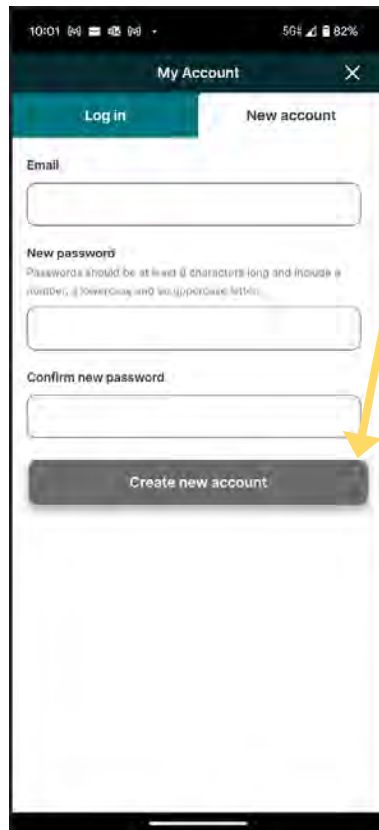 10:01 5G 82%
My Account
Log in New account
Email
New password
Passwords should be at least 8 characters long and include a
number, a lowercase and an uppercase letter.
Confirm new password
Create new account